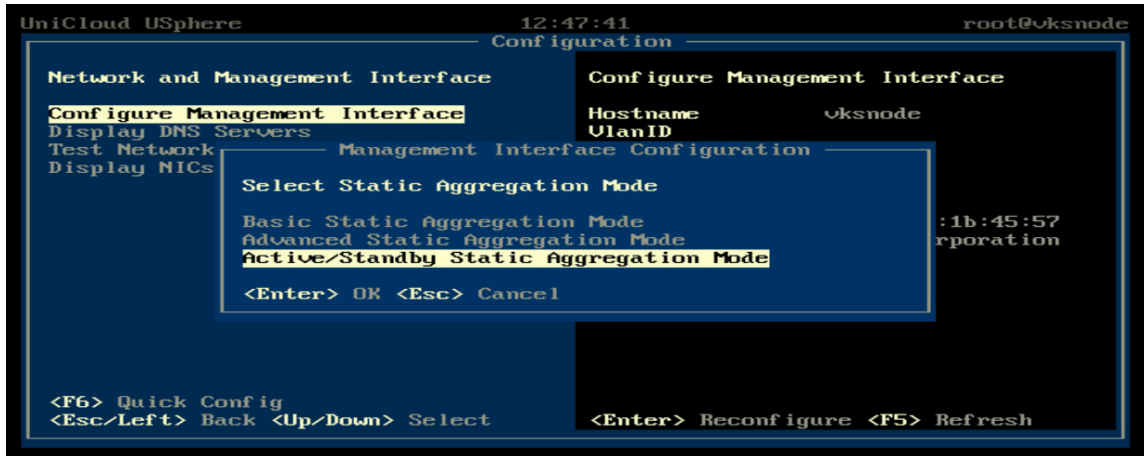 UniCloud USphere 12:47:41 root@vksnode
Configuration
Network and Management Interface Configure Management Interface
Configure Management Interface Hostname vksnode
Display DNS Servers VlanID
Test Network
Display NICs
Management Interface Configuration
Select Static Aggregation Mode
Basic Static Aggregation Mode :1b:45:57
Advanced Static Aggregation Mode rporation
Active/Standby Static Aggregation Mode
<Enter> OK <Esc> Cancel
<F6> Quick Config
<Esc/Left> Back <Up/Down> Select <Enter> Reconfigure <F5> Refresh